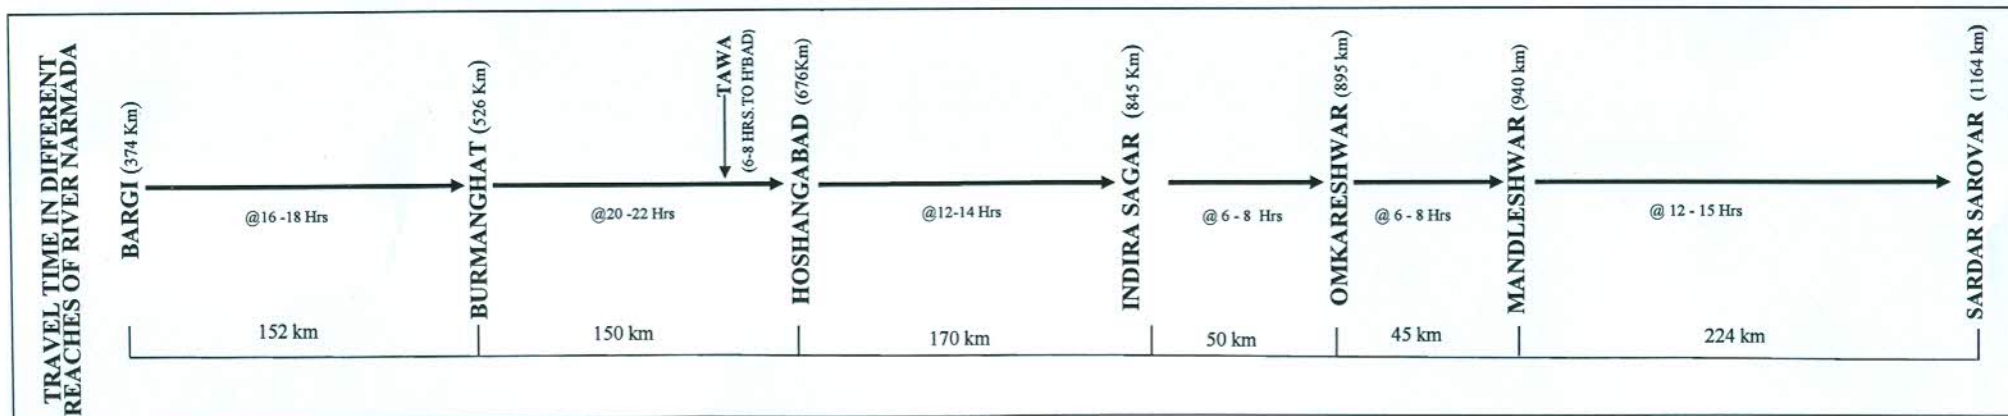 TRAVEL TIME IN DIFFERENT
REACHES OF RIVER NARMADA
BARGI (374 Km)
@16 -18 Hrs
BURMANGHAT (526 Km)
@20 -22 Hrs
TAWA
(6-8 HRS.TO H'BAD)
HOSHANGABAD (676Km)
@12-14 Hrs
INDIRA SAGAR (845 Km)
@ 6 - 8 Hrs
OMKARESHWAR (895 km)
@ 6 - 8 Hrs
MANDLESHWAR (940 km)
@ 12 - 15 Hrs
SARDAR SAROVAR (1164 km)
152 km
150 km
170 km
50 km
45 km
224 km